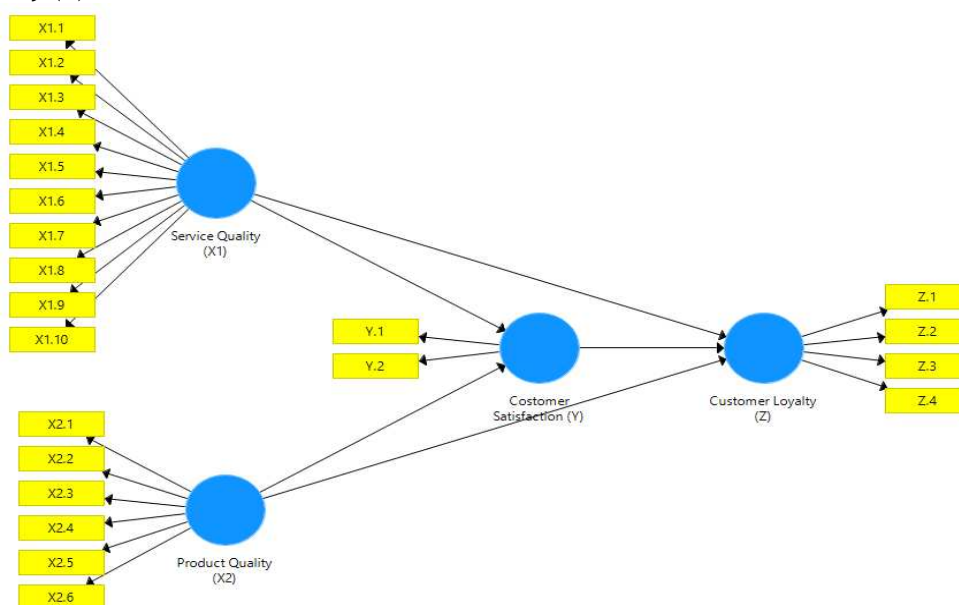 X1.1
X1.2
X1.3
X1.4
X1.5
X1.6
X1.7
X1.8
X1.9
X1.10
Service Quality
(X1)
Y.1
Y.2
Costomer
Satisfaction (Y)
Customer Loyalty
(Z)
Z.1
Z.2
Z.3
Z.4
X2.1
X2.2
X2.3
X2.4
X2.5
X2.6
Product Quality
(X2)